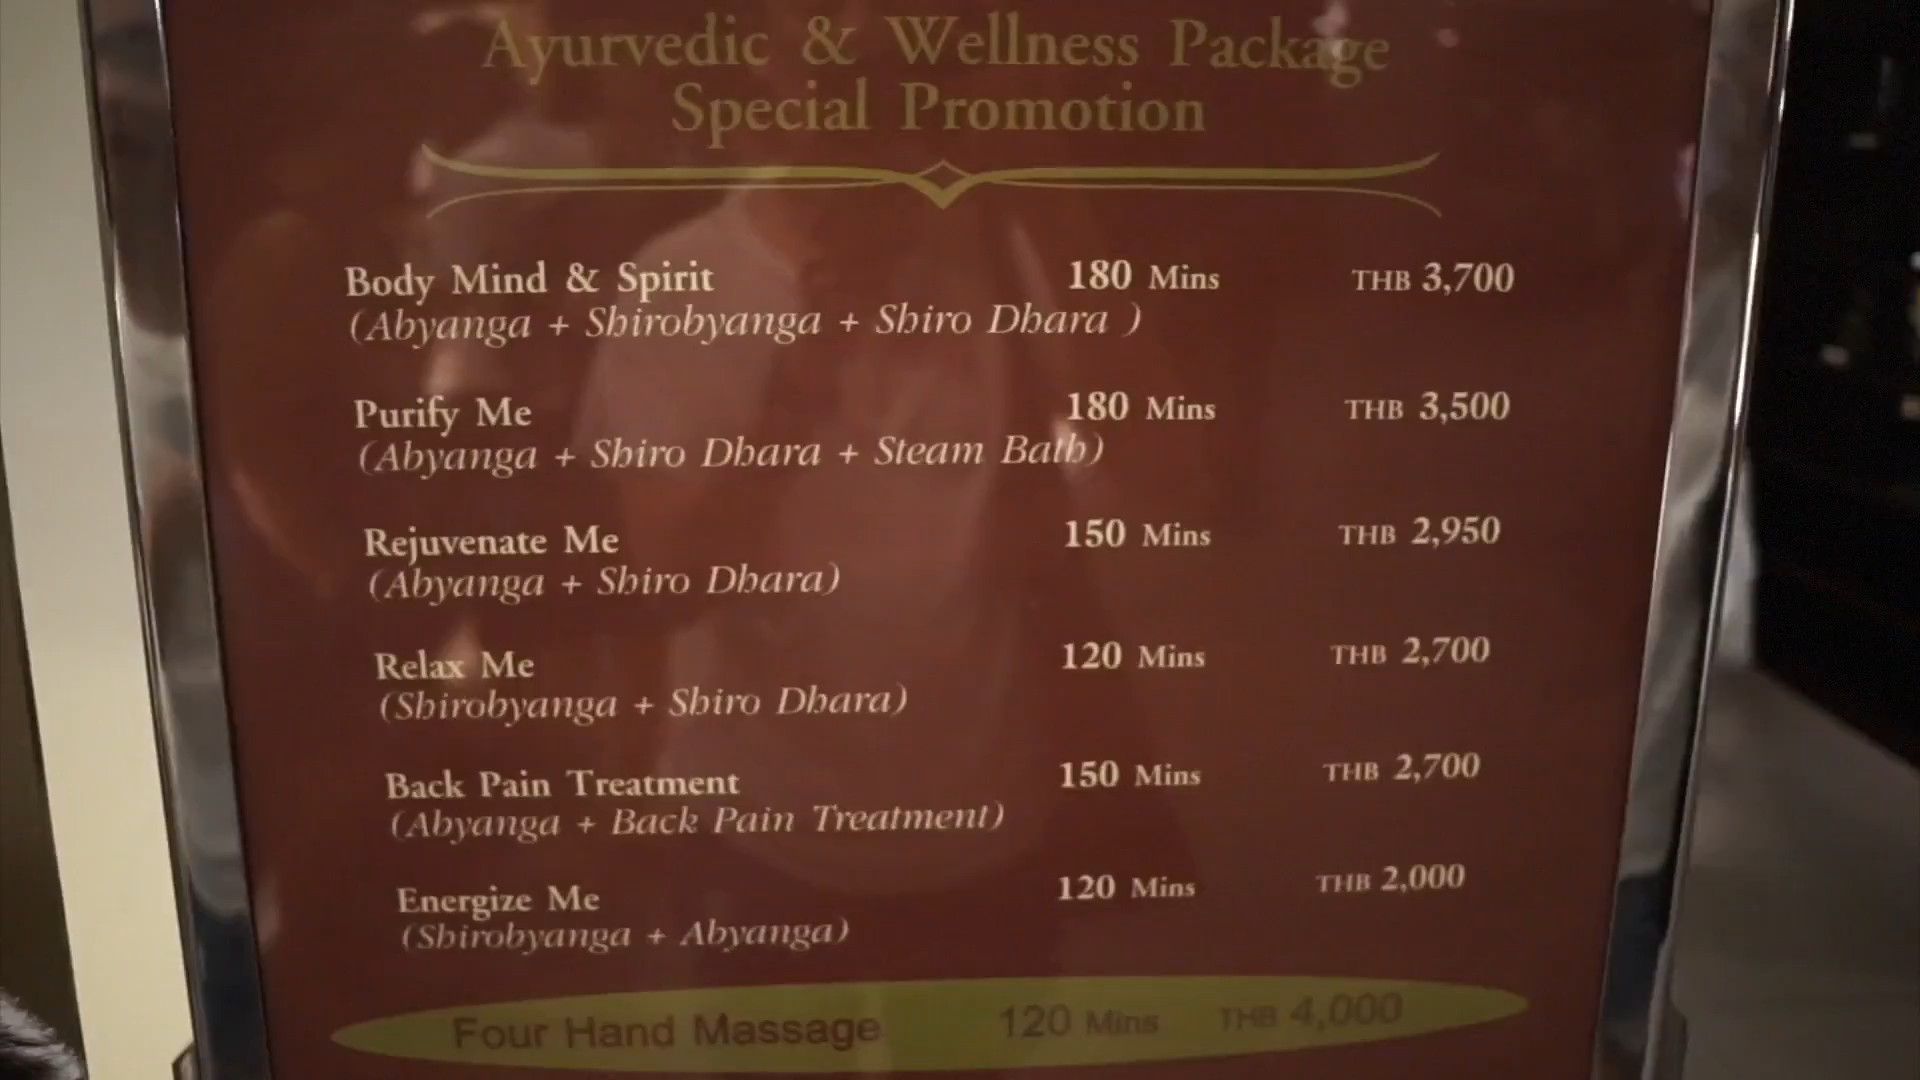 Ayurvedic & Wellness Package
Special Promotion
Body Mind & Spirit 180 Mins THB 3,700
(Abyanga + Shirobyanga + Shiro Dhara )
Purify Me 180 Mins THB 3,500
(Abyanga + Shiro Dhara + Steam Bath)
Rejuvenate Me 150 Mins THB 2,950
(Abyanga + Shiro Dhara)
Relax Me 120 Mins THB 2,700
(Shirobyanga + Shiro Dhara)
Back Pain Treatment 150 Mins THB 2,700
(Abyanga + Back Pain Treatment)
Energize Me 120 Mins THB 2,000
(Shirobyanga + Abyanga)
Four Hand Massage 120 Mins THB 4,000